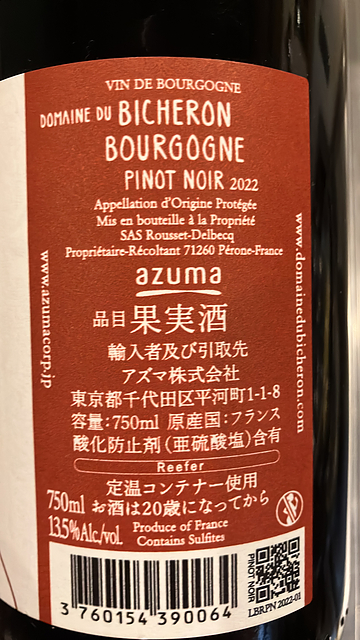 VIN DE BOURGOGNE
DOMAINE DU BICHERON
BOURGOGNE
PINOT NOIR 2022
Appellation d'Origine Protégée
Mis en bouteille à la Propriété
SAS Rousset-Delbecq
Propriétaire-Récoltant 71260 Pérone-France
azuma
品目 果実酒
輸入者及び引取先
アズマ株式会社
東京都千代田区平河町1-1-8
容量:750ml 原産国:フランス
酸化防止剤(亜硫酸塩)含有
Reefer
定温コンテナー使用
750ml お酒は20歳になってから
13.5%Alc/vol. Produce of France
Contains Sulfites
3 760154 390064
PINOT NOIR
LBRPN 2022-01
www.azumacorp.jp
www.domainedubicheron.com